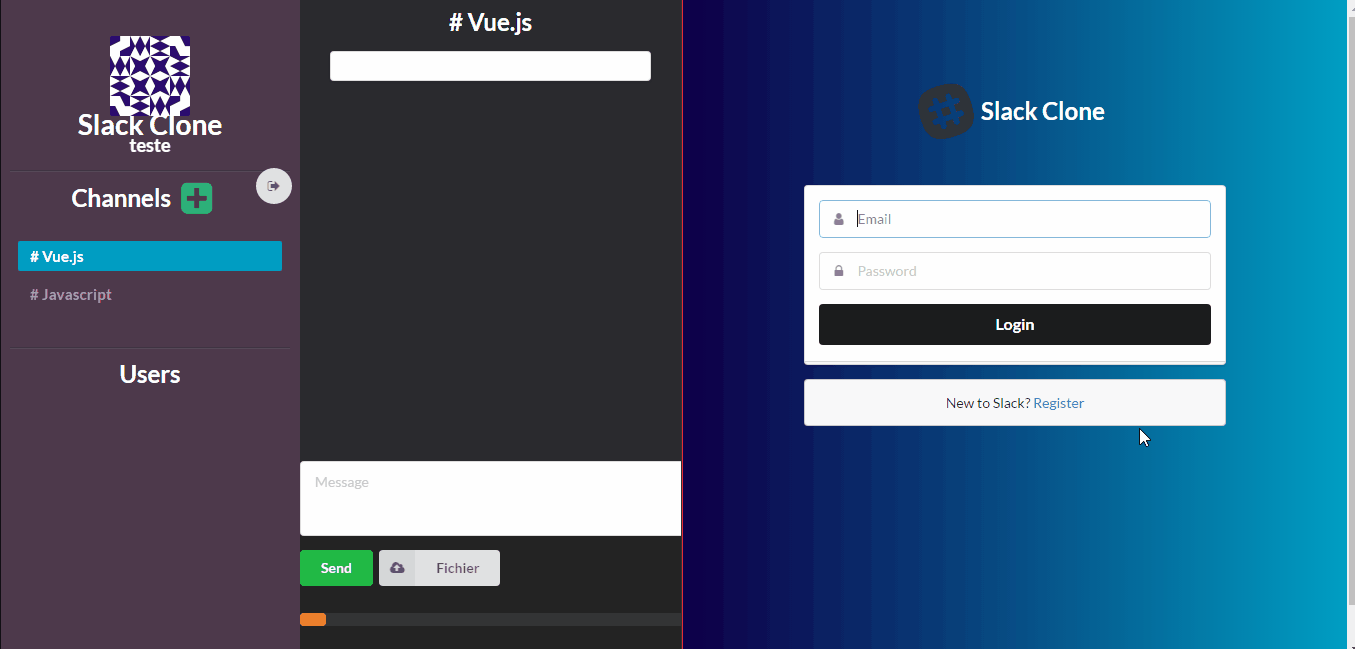 Slack Clone
teste
Channels
# Vue.js
# Javascript
Users
# Vue.js
Message
Send
Fichier
Slack Clone
Email
Password
Login
New to Slack? Register